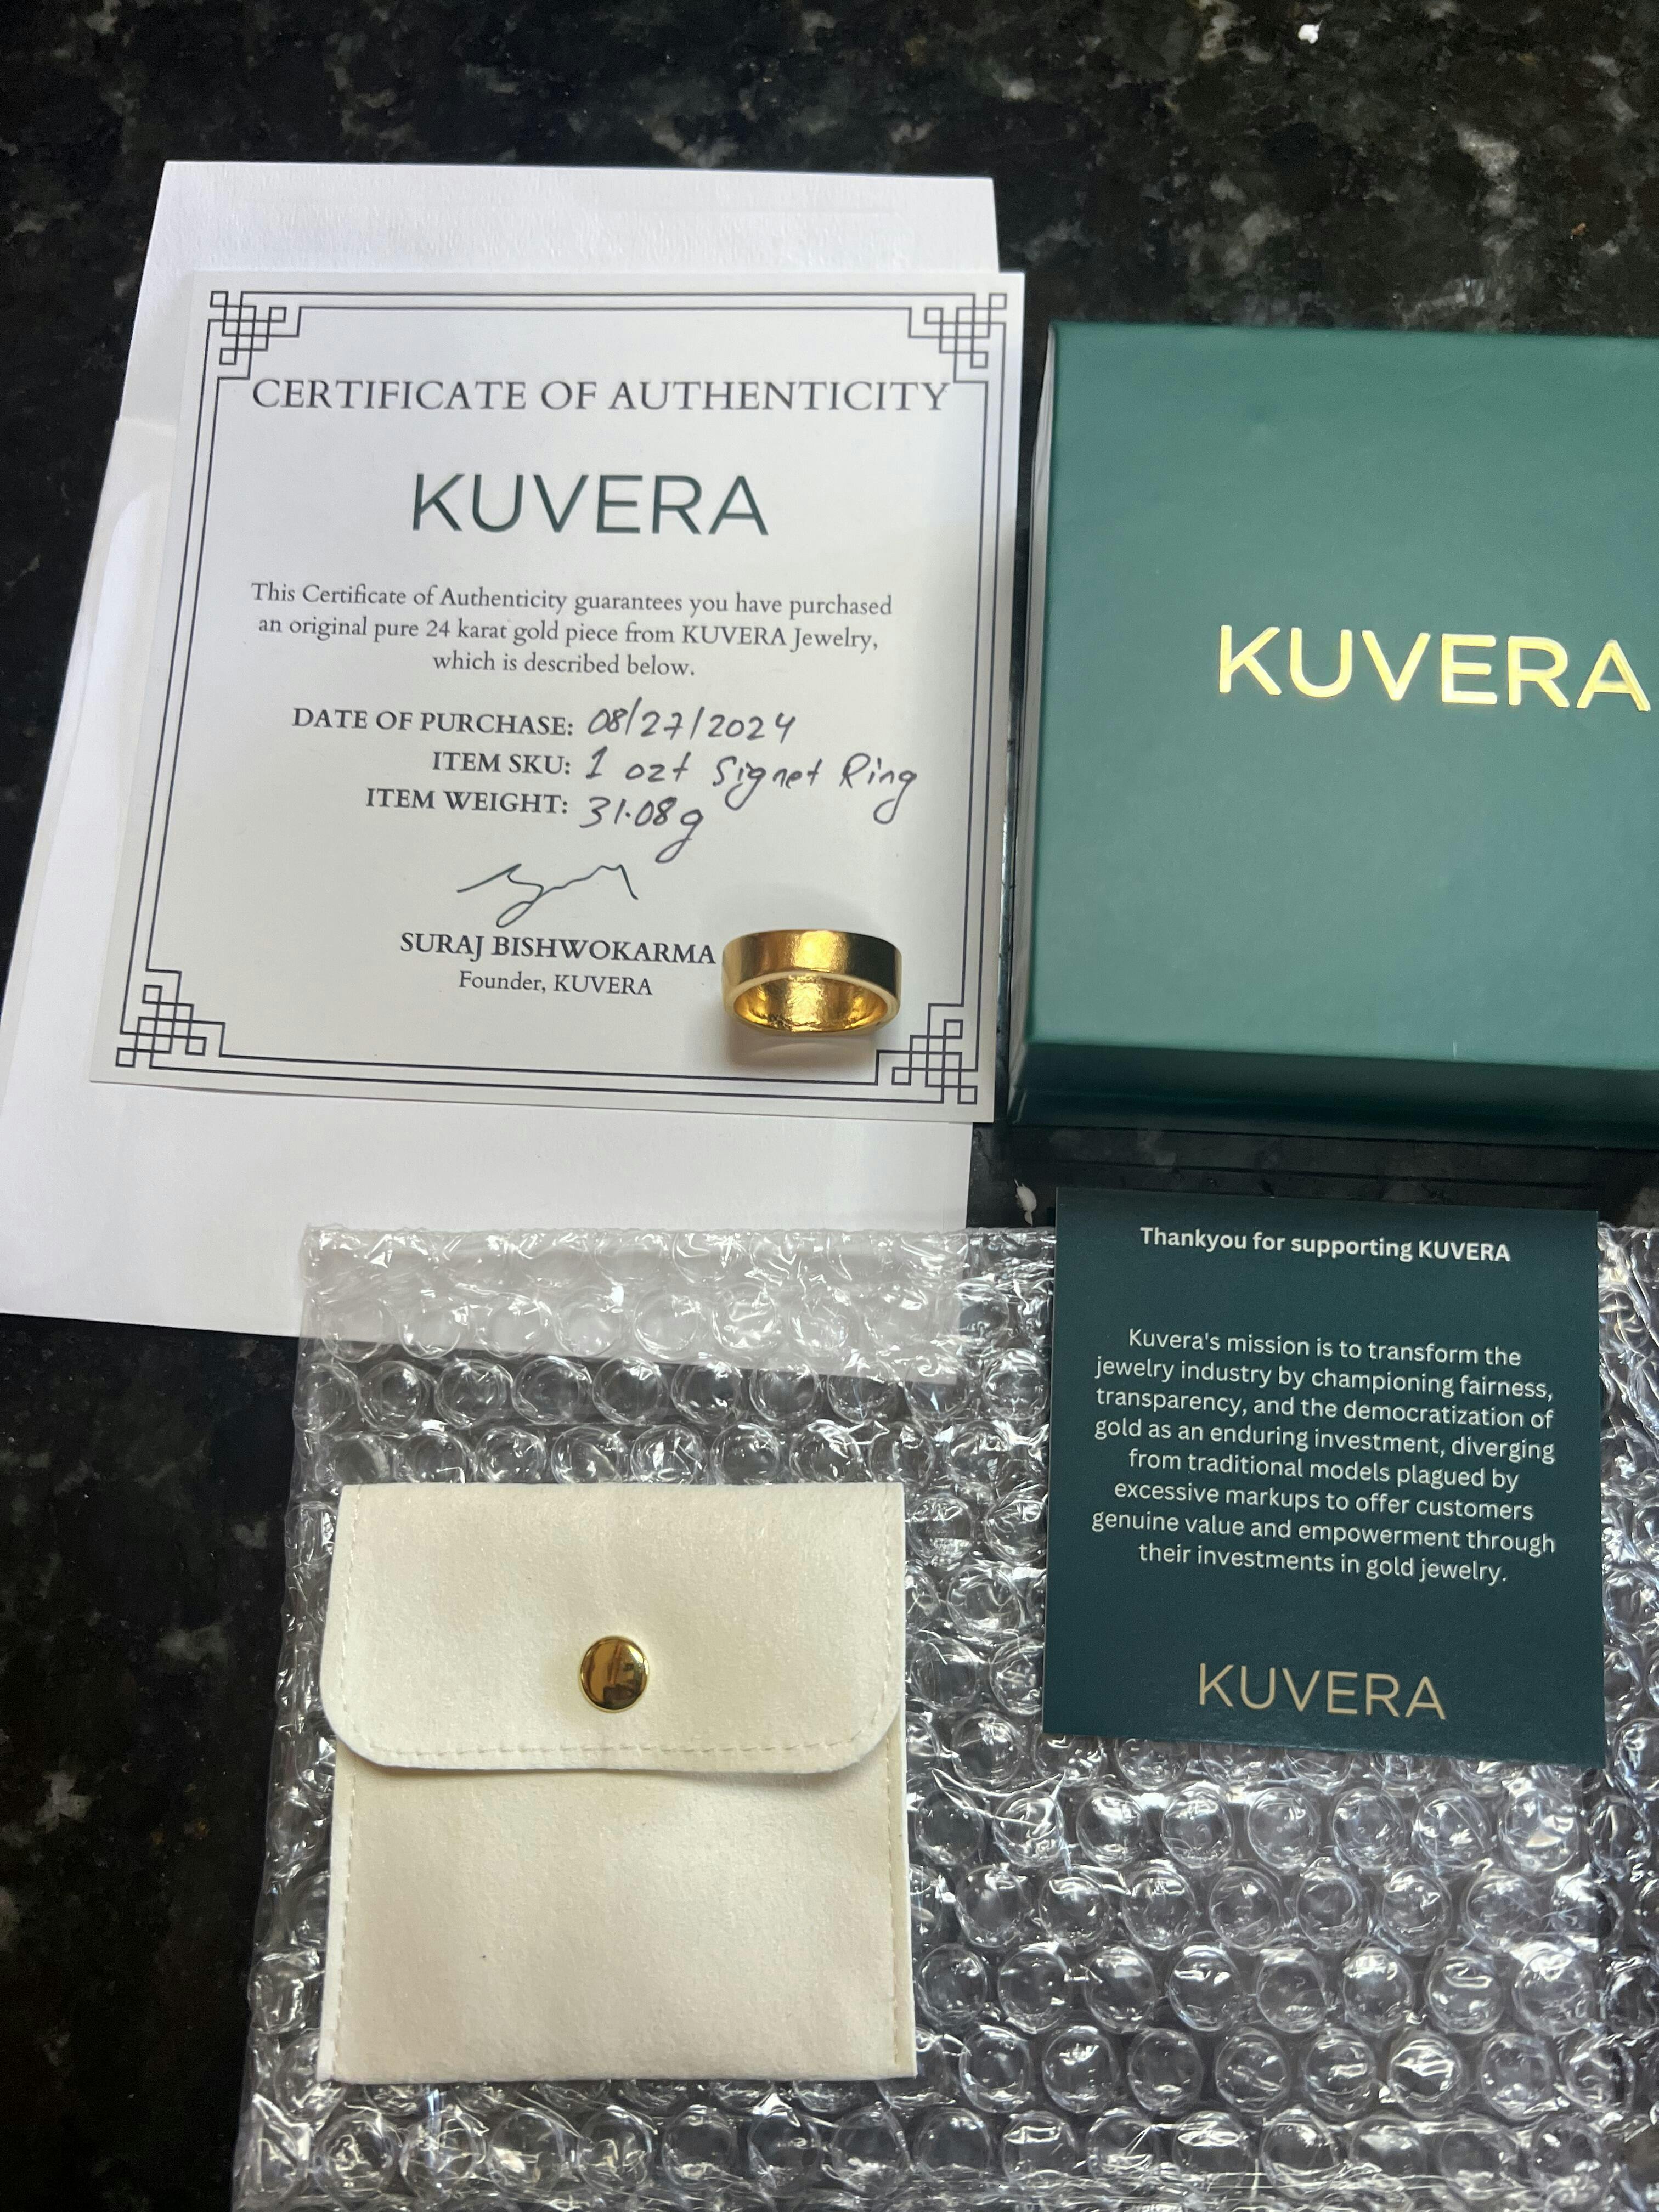 CERTIFICATE OF AUTHENTICITY
KUVERA
This Certificate of Authenticity guarantees you have purchased
an original pure 24 karat gold piece from KUVERA Jewelry,
which is described below.
DATE OF PURCHASE: 08/27/2024
ITEM SKU: 1 ozt Signet Ring
ITEM WEIGHT: 31.08g
SURAJ BISHWOKARMA
Founder, KUVERA
KUVERA
Thankyou for supporting KUVERA
Kuvera's mission is to transform the
jewelry industry by championing fairness,
transparency, and the democratization of
gold as an enduring investment, diverging
from traditional models plagued by
excessive markups to offer customers
genuine value and empowerment through
their investments in gold jewelry.
KUVERA